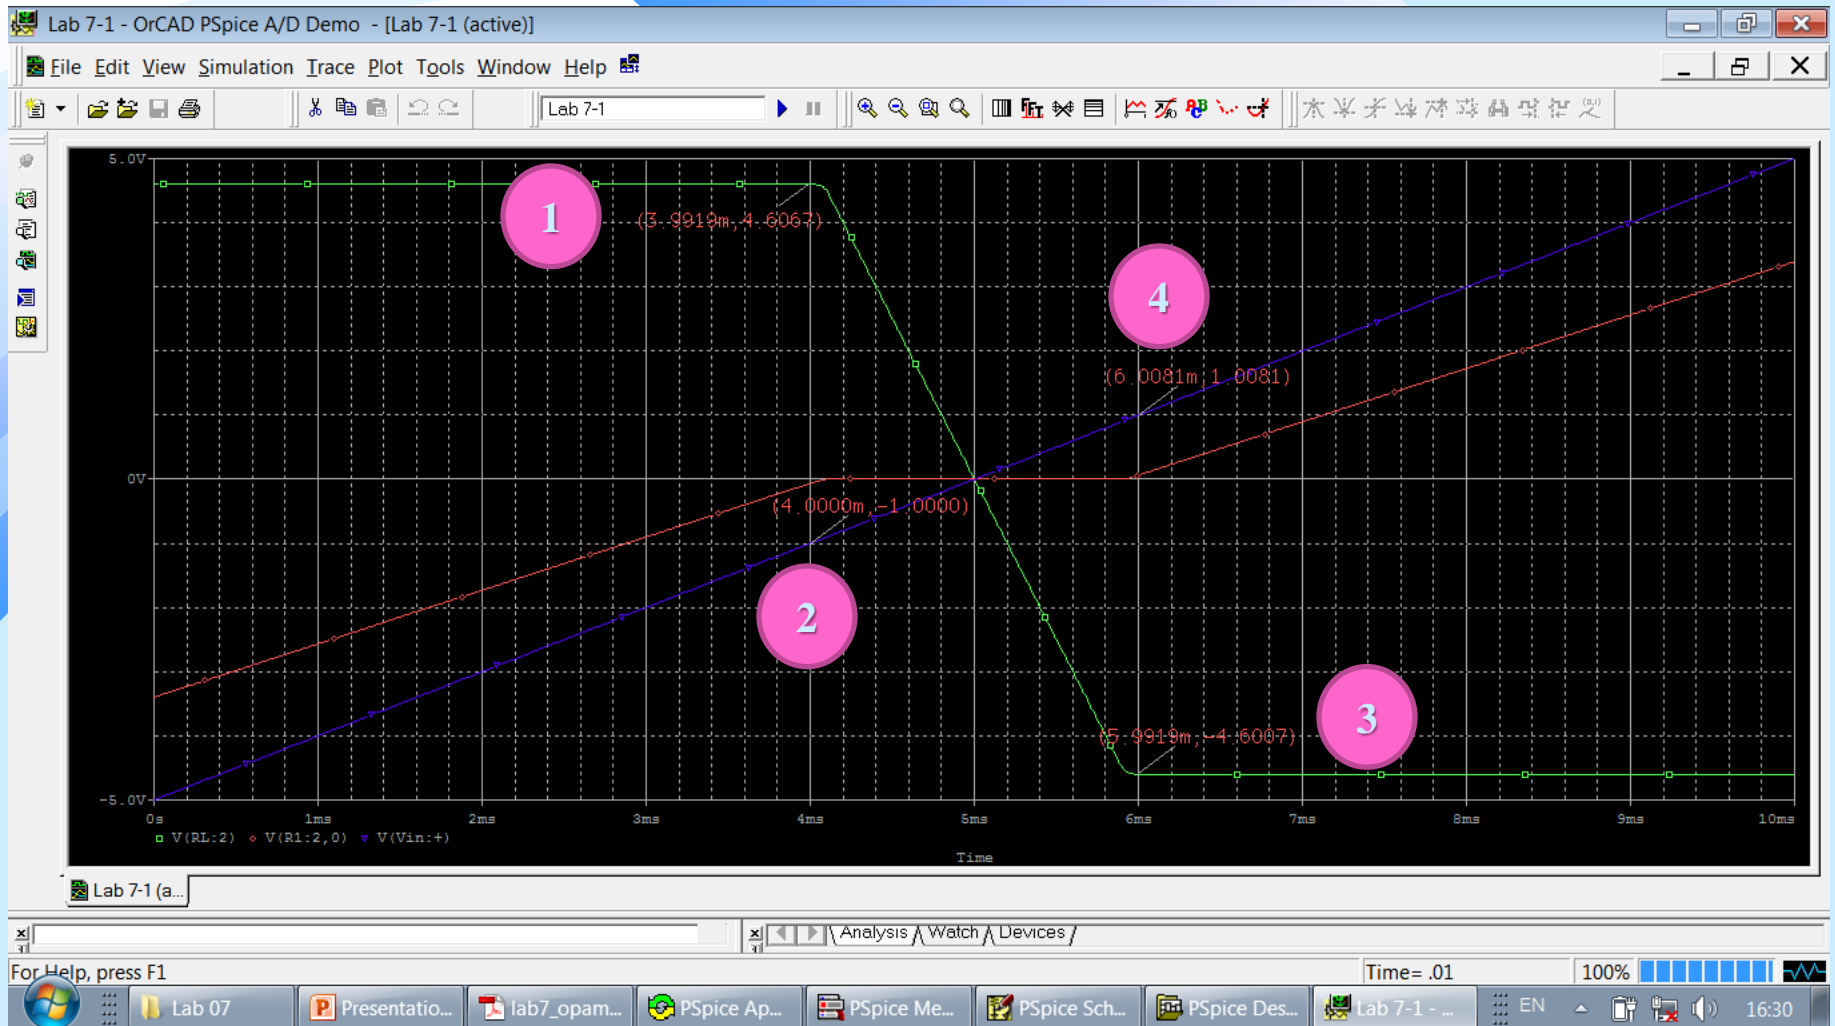 Lab 7-1 - OrCAD PSpice A/D Demo - [Lab 7-1 (active)]
File Edit View Simulation Trace Plot Tools Window Help
Lab 7-1
5.0V
1
(3.9919m,4.6067)
4
(6.0081m,1.0081)
0V
(4.0000m,-1.0000)
2
3
(5.9919m,-4.6007)
-5.0V
0s 1ms 2ms 3ms 4ms 5ms 6ms 7ms 8ms 9ms 10ms
V(RL:2) V(R1:2,0) V(Vin:+)
Time
Lab 7-1 (a...
Analysis Watch Devices
For Help, press F1 Time= .01 100%
Lab 07 Presentatio... lab7_opam... PSpice Ap... PSpice Me... PSpice Sch... PSpice Des... Lab 7-1 - ... EN 16:30